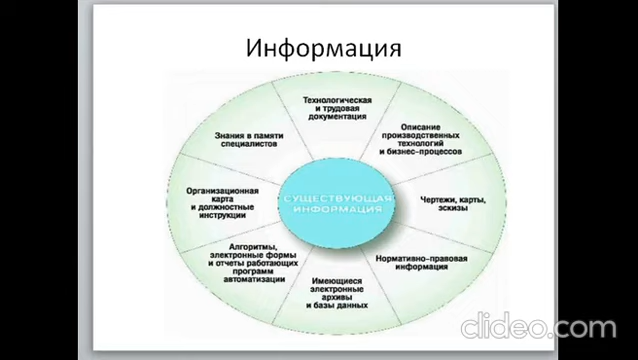 Информация
Технологическая
и трудовая
документация
Описание
производственных
технологий
и бизнес-процессов
Чертежи, карты,
эскизы
Нормативно-правовая
информация
Имеющиеся
электронные
архивы
и базы данных
Алгоритмы,
электронные формы
и отчеты работающих
программ
автоматизации
Организационная
карта
и должностные
инструкции
Знания в памяти
специалистов
СУЩЕСТВУЮЩАЯ
ИНФОРМАЦИЯ
clideo.com